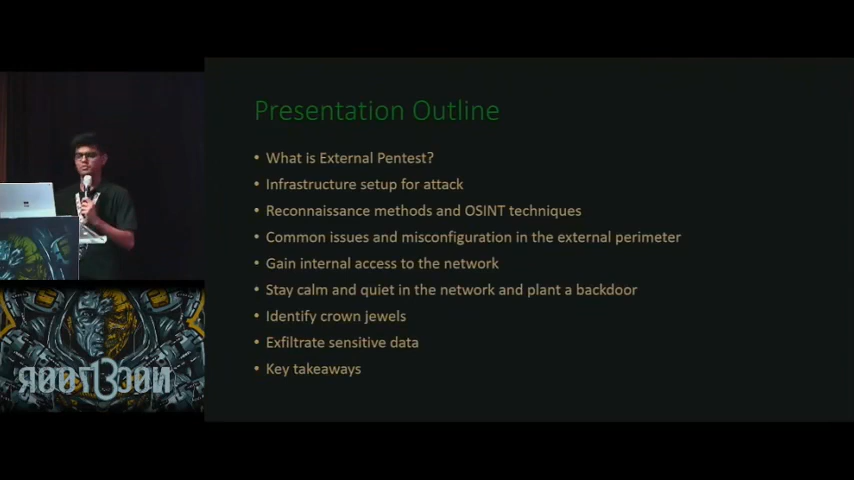 Presentation Outline
• What is External Pentest?
• Infrastructure setup for attack
• Reconnaissance methods and OSINT techniques
• Common issues and misconfiguration in the external perimeter
• Gain internal access to the network
• Stay calm and quiet in the network and plant a backdoor
• Identify crown jewels
• Exfiltrate sensitive data
• Key takeaways